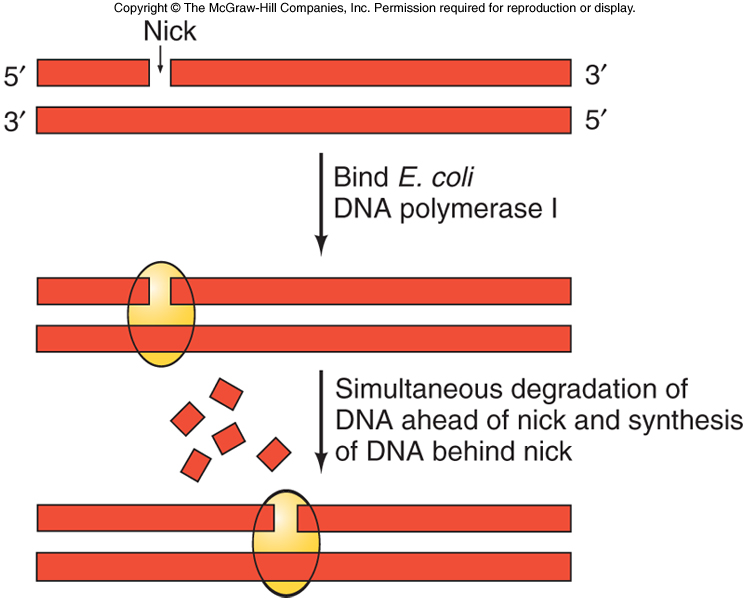 Copyright © The McGraw-Hill Companies, Inc. Permission required for reproduction or display.
Nick
5′ 3′
3′ 5′
Bind E. coli
DNA polymerase I
Simultaneous degradation of
DNA ahead of nick and synthesis
of DNA behind nick